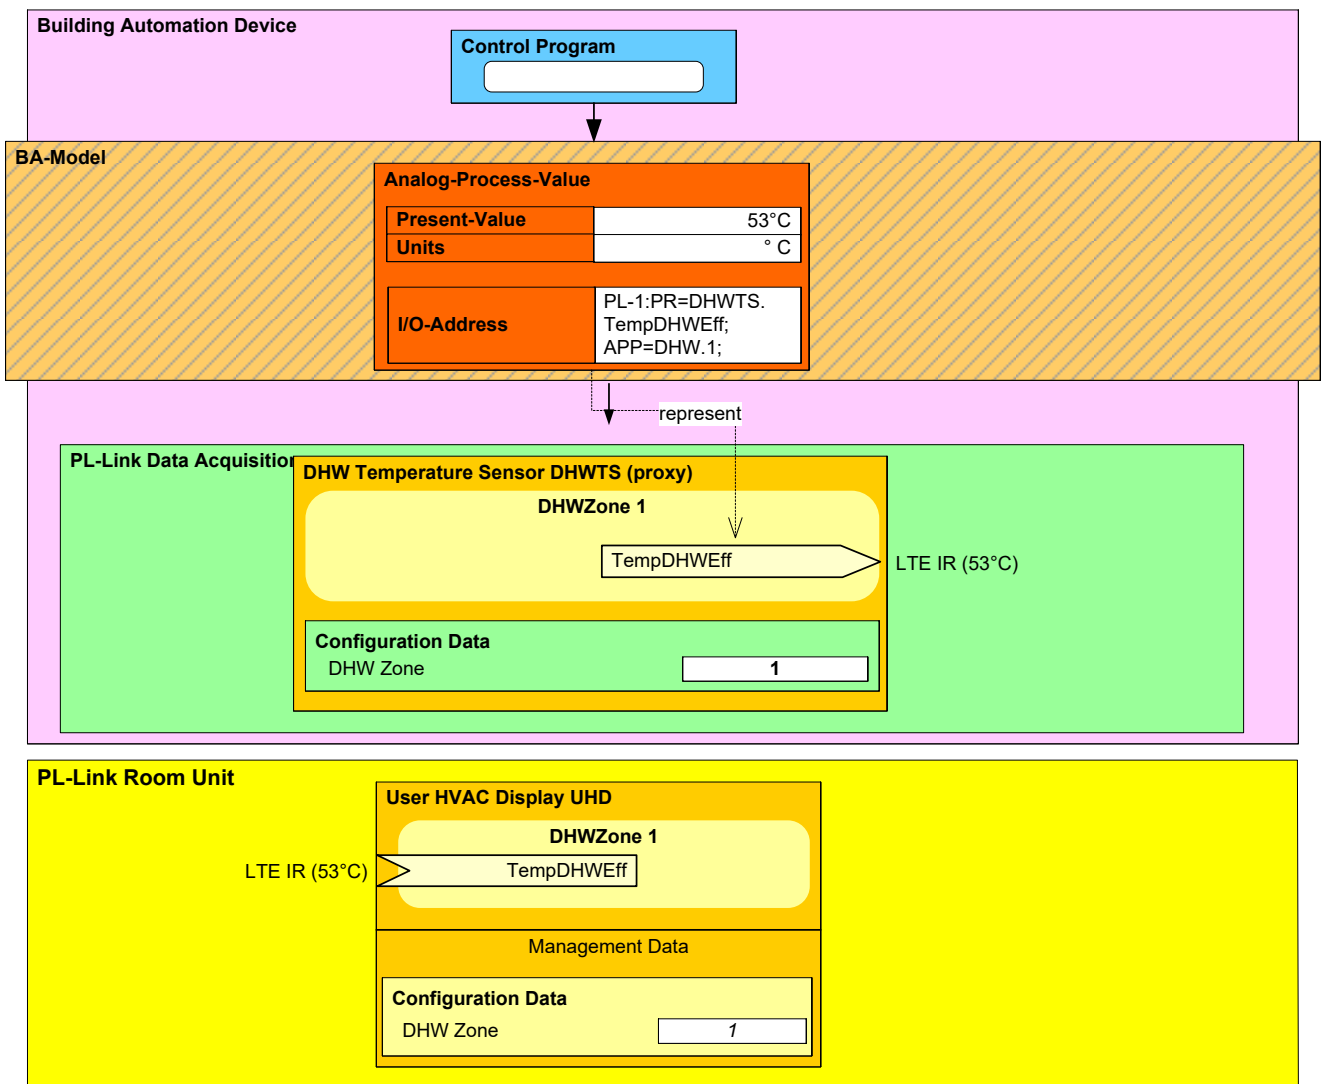 Building Automation Device
Control Program
BA-Model
Analog-Process-Value
Present-Value 53°C
Units ° C
I/O-Address
PL-1:PR=DHWTS.
TempDHWEff;
APP=DHW.1;
represent
PL-Link Data Acquisition
DHW Temperature Sensor DHWTS (proxy)
DHWZone 1
TempDHWEff
LTE IR (53°C)
Configuration Data
DHW Zone 1
PL-Link Room Unit
User HVAC Display UHD
DHWZone 1
LTE IR (53°C)
TempDHWEff
Management Data
Configuration Data
DHW Zone 1